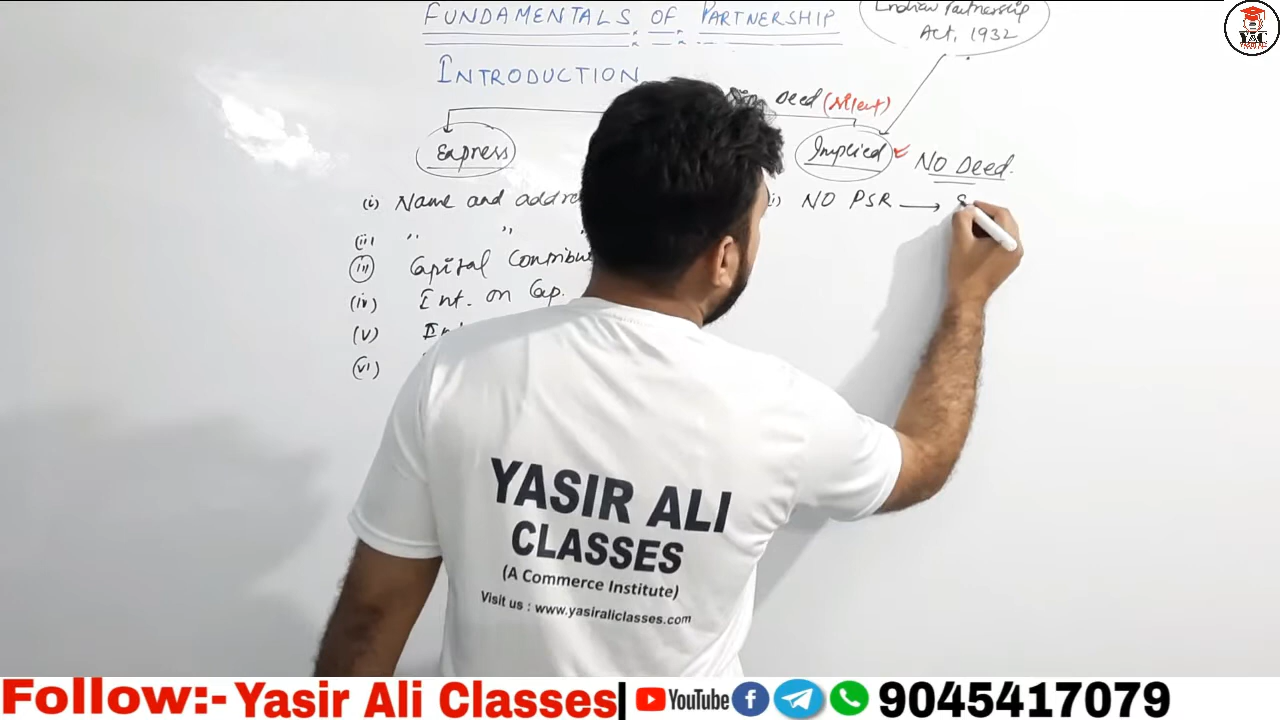 FUNDAMENTALS OF PARTNERSHIP
Indian Partnership
Act, 1932
INTRODUCTION
Deed (silent)
Express
Implied
NO Deed.
(i) Name and addre
(i) NO PSR →
(ii) " " "
(iii) Capital Contribu
(iv) Int. on Cap.
(v) Int
(vi)
YASIR ALI
CLASSES
(A Commerce Institute)
Visit us : www.yasiraliclasses.com
Follow:- Yasir Ali Classes| YouTube 9045417079